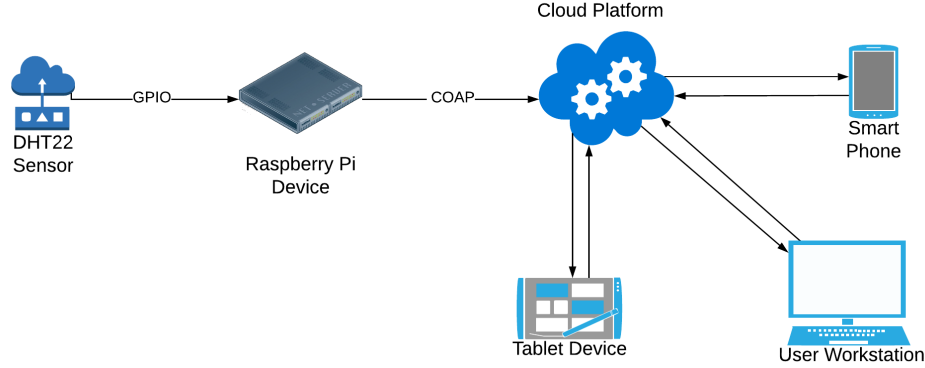 Cloud Platform
GPIO
COAP
DHT22
Sensor
Raspberry Pi
Device
Smart
Phone
Tablet Device
User Workstation